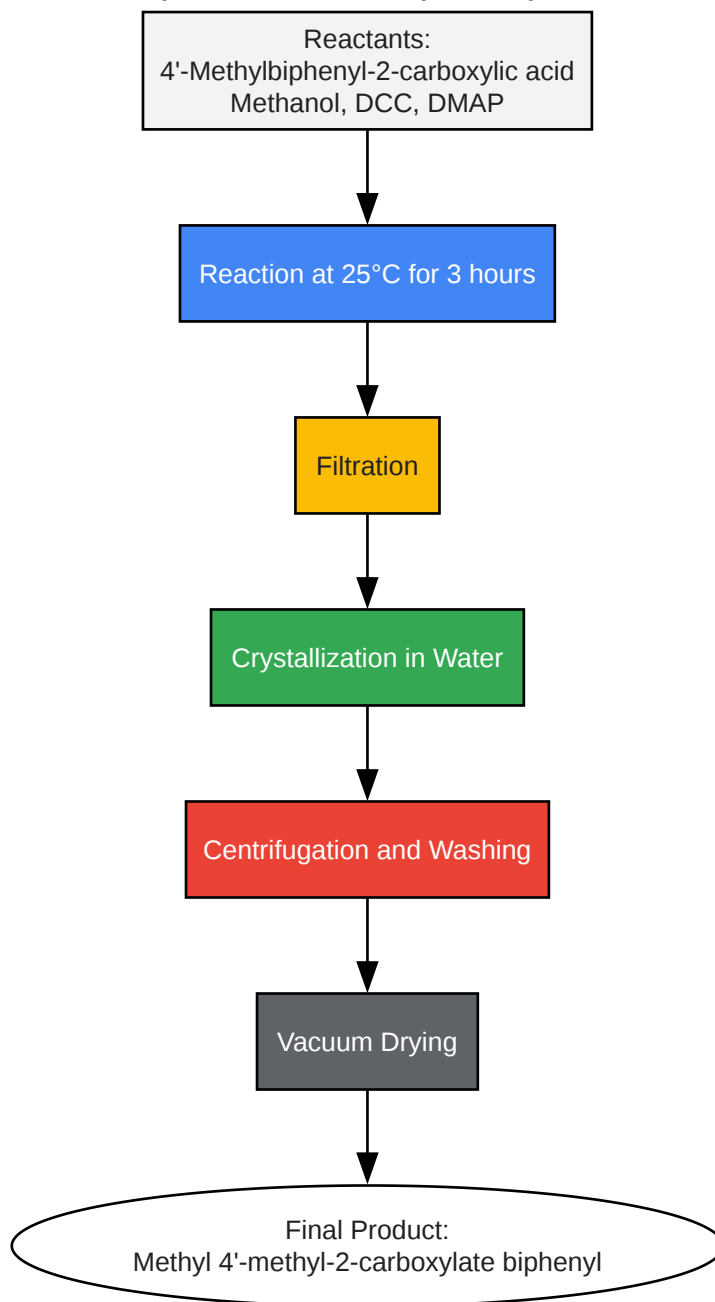 Reactants:
4'-Methylbiphenyl-2-carboxylic acid
Methanol, DCC, DMAP
Reaction at 25°C for 3 hours
Filtration
Crystallization in Water
Centrifugation and Washing
Vacuum Drying
Final Product:
Methyl 4'-methyl-2-carboxylate biphenyl